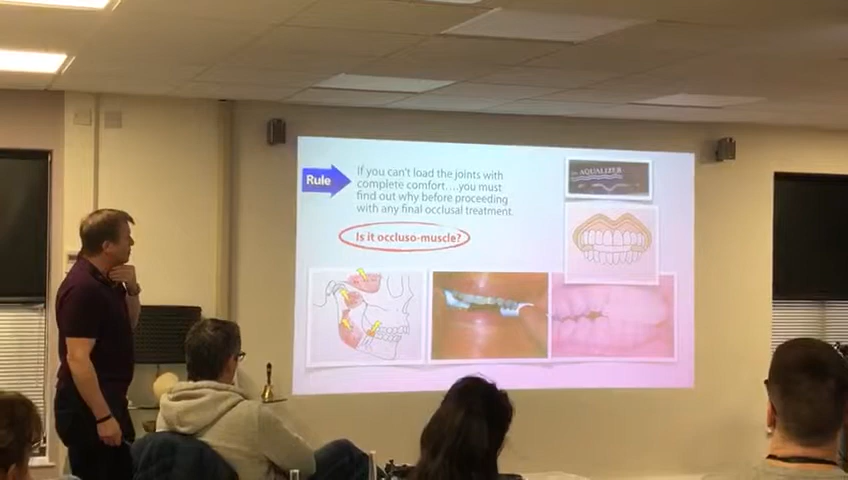 Rule
If you can't load the joints with
complete comfort....you must
find out why before proceeding
with any final occlusal treatment.
Is it occluso-muscle?
AQUALIZER